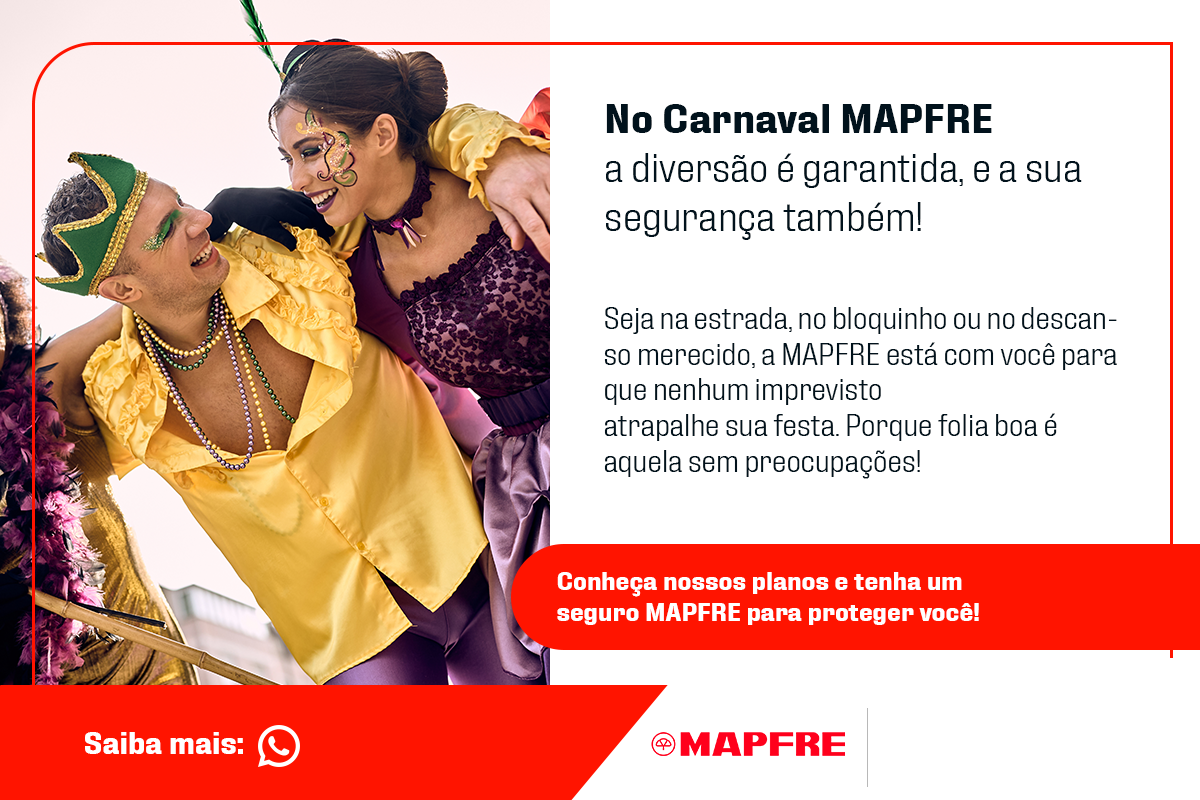 No Carnaval MAPFRE
a diversão é garantida, e a sua
segurança também!
Seja na estrada, no bloquinho ou no descan-
so merecido, a MAPFRE está com você para
que nenhum imprevisto
atrapalhe sua festa. Porque folia boa é
aquela sem preocupações!
Conheça nossos planos e tenha um
seguro MAPFRE para proteger você!
Saiba mais:
MAPFRE